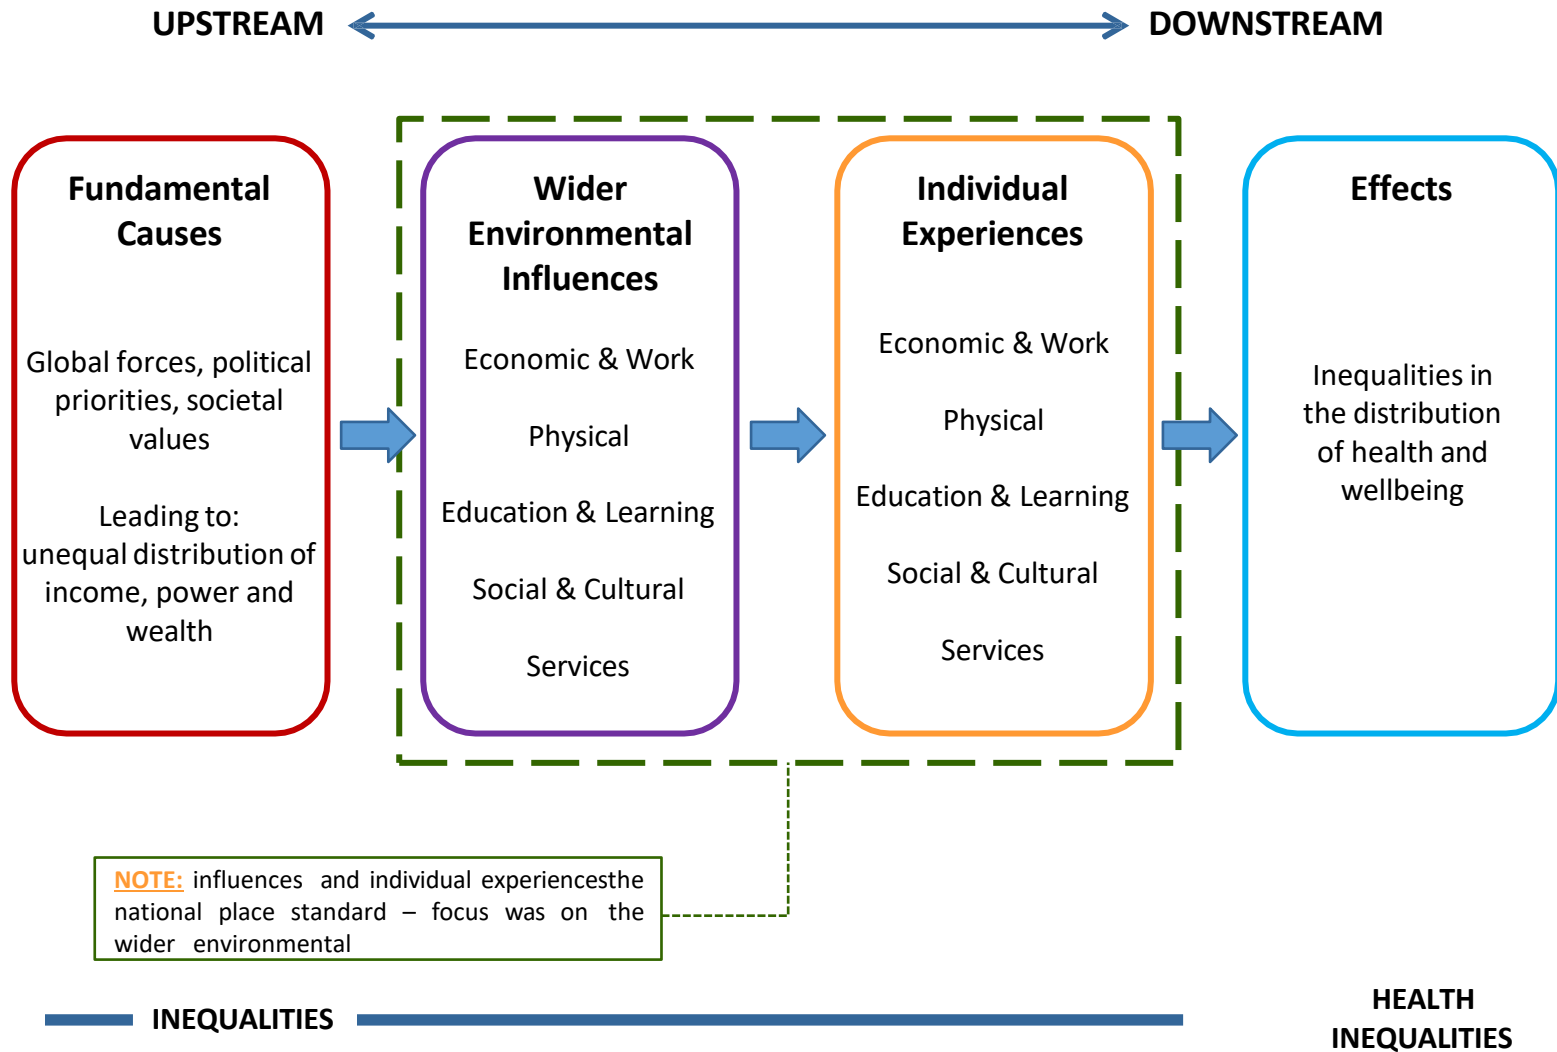 UPSTREAM
DOWNSTREAM
Fundamental
Causes
Global forces, political
priorities, societal
values
Leading to:
unequal distribution of
income, power and
wealth
Wider
Environmental
Influences
Economic & Work
Physical
Education & Learning
Social & Cultural
Services
Individual
Experiences
Economic & Work
Physical
Education & Learning
Social & Cultural
Services
Effects
Inequalities in
the distribution
of health and
wellbeing
NOTE: influences and individual experiencesthe
national place standard – focus was on the
wider environmental
INEQUALITIES
HEALTH
INEQUALITIES